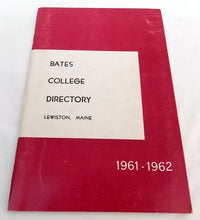 BATES
COLLEGE
DIRECTORY
LEWISTON, MAINE
1961-1962